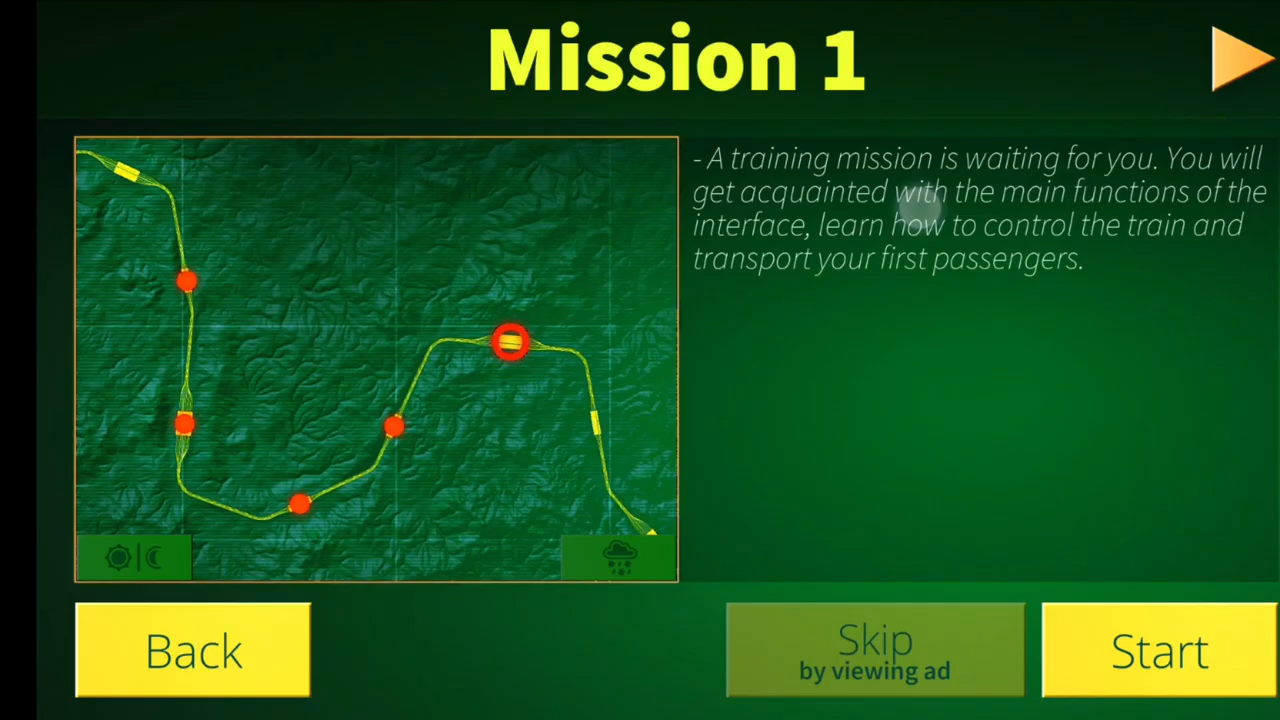 Mission 1
- A training mission is waiting for you. You will
get acquainted with the main functions of the
interface, learn how to control the train and
transport your first passengers.
Back
Skip
by viewing ad
Start